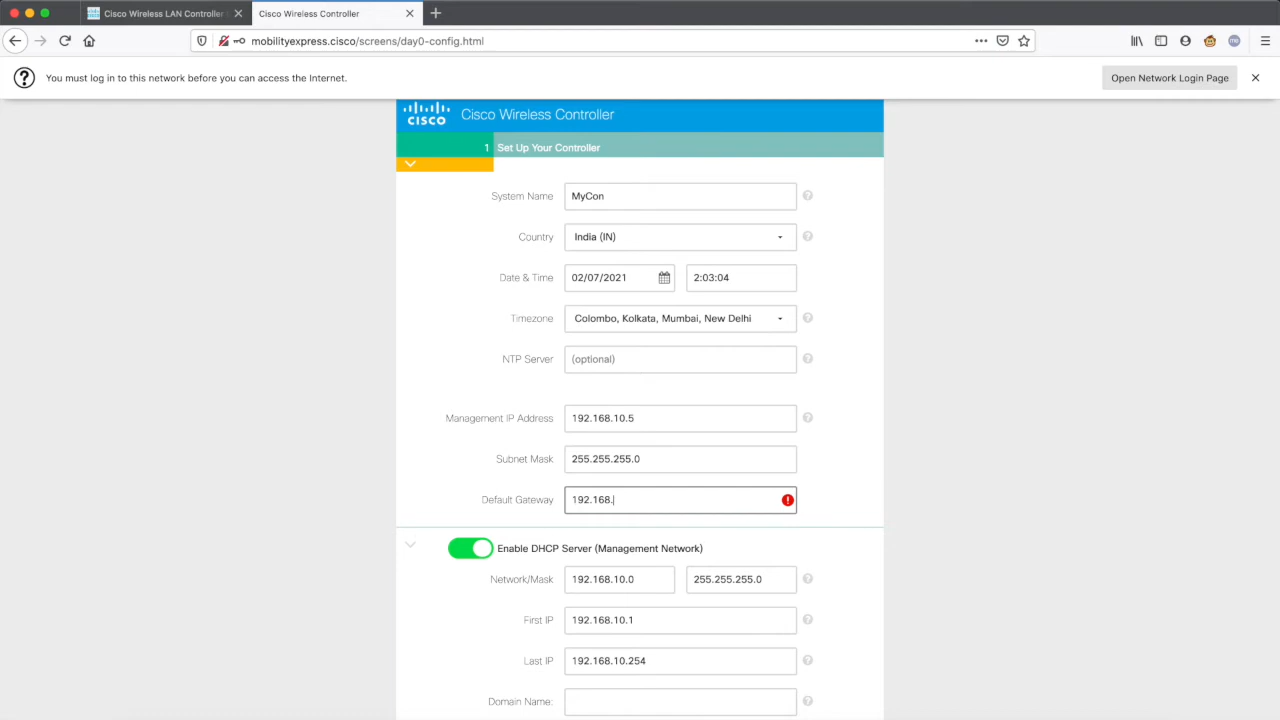 Cisco Wireless LAN Controller
Cisco Wireless Controller
mobilityexpress.cisco/screens/day0-config.html
You must log in to this network before you can access the Internet.
Open Network Login Page
CISCO Cisco Wireless Controller
1 Set Up Your Controller
System Name MyCon
Country India (IN)
Date & Time 02/07/2021 2:03:04
Timezone Colombo, Kolkata, Mumbai, New Delhi
NTP Server (optional)
Management IP Address 192.168.10.5
Subnet Mask 255.255.255.0
Default Gateway 192.168.
Enable DHCP Server (Management Network)
Network/Mask 192.168.10.0 255.255.255.0
First IP 192.168.10.1
Last IP 192.168.10.254
Domain Name: